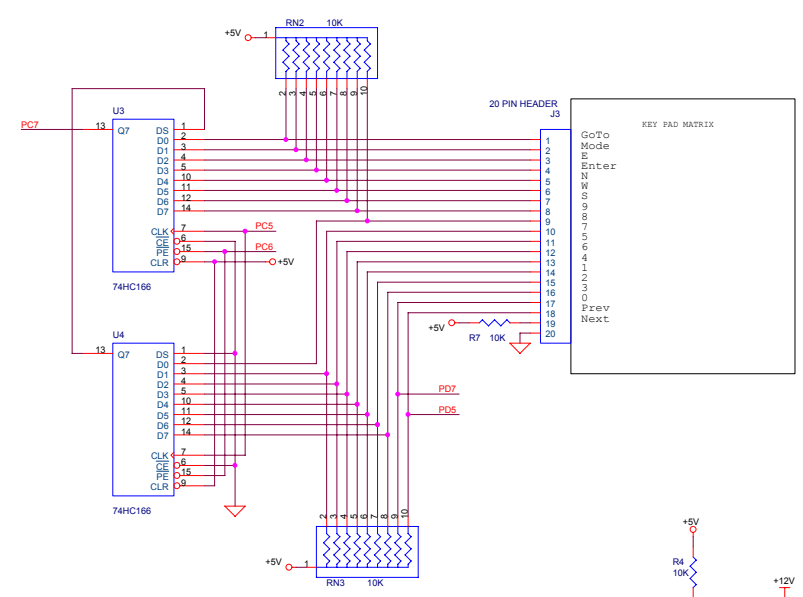 RN2 10K
+5V 1
2 3 4 5 6 7 8 9 10
20 PIN HEADER
J3
KEY PAD MATRIX
U3
PC7 13 Q7 DS 1
D0 2
D1 3
D2 4
D3 5
D4 10
D5 11
D6 12
D7 14
CLK 7 PC5
CE 6
PE 15 PC6
CLR 9 +5V
74HC166
1 GoTo
2 Mode
3 E
4 Enter
5 N
6 W
7 S
8 9
9 8
10 7
11 5
12 6
13 4
14 1
15 2
16 3
17 0
18 Prev
19 Next
20
+5V
R7 10K
U4
13 Q7 DS 1
D0 2
D1 3
D2 4
D3 5
D4 10
D5 11
D6 12
D7 14
CLK 7
CE 6
PE 15
CLR 9
74HC166
PD7
PD5
2 3 4 5 6 7 8 9 10
+5V 1
RN3 10K
+5V
R4
10K
+12V